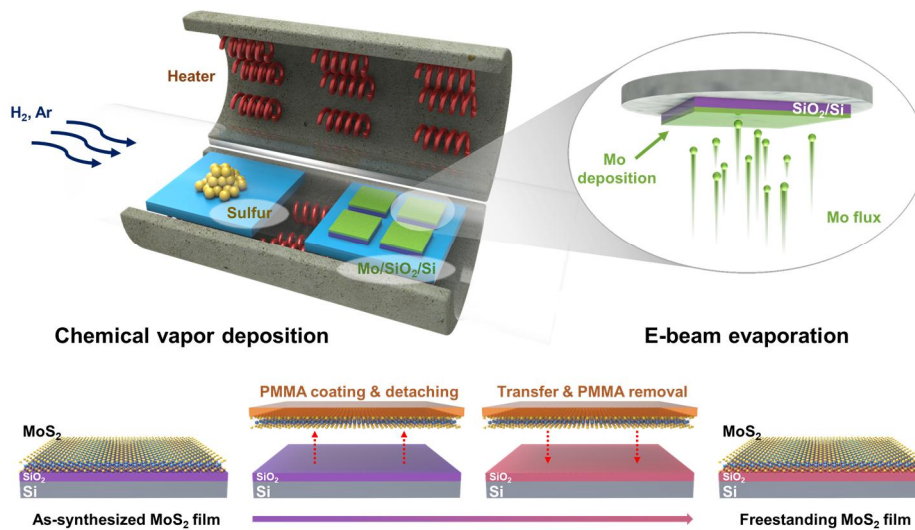 Heater
H₂, Ar
Sulfur
Mo/SiO₂/Si
SiO₂/Si
Mo
deposition
Mo flux
Chemical vapor deposition
E-beam evaporation
PMMA coating & detaching
Transfer & PMMA removal
MoS₂
SiO₂
Si
SiO₂
Si
SiO₂
Si
MoS₂
SiO₂
Si
As-synthesized MoS₂ film
Freestanding MoS₂ film